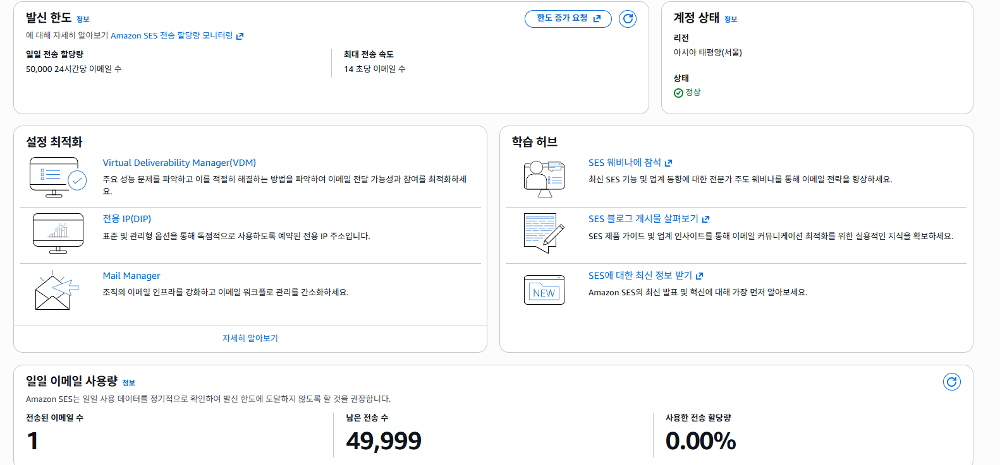 발신 한도 정보
한도 증가 요청
에 대해 자세히 알아보기 Amazon SES 전송 할당량 모니터링
일일 전송 할당량
50,000 24시간당 이메일 수
최대 전송 속도
14 초당 이메일 수
계정 상태 정보
리전
아시아 태평양(서울)
상태
정상
설정 최적화
Virtual Deliverability Manager(VDM)
주요 성능 문제를 파악하고 이를 적절히 해결하는 방법을 파악하여 이메일 전달 가능성과 참여를 최적화하세
요.
전용 IP(DIP)
표준 및 관리형 옵션을 통해 독점적으로 사용하도록 예약된 전용 IP 주소입니다.
Mail Manager
조직의 이메일 인프라를 강화하고 이메일 워크플로 관리를 간소화하세요.
자세히 알아보기
학습 허브
SES 웨비나에 참석
최신 SES 기능 및 업계 동향에 대한 전문가 주도 웨비나를 통해 이메일 전략을 향상하세요.
SES 블로그 게시물 살펴보기
SES 제품 가이드 및 업계 인사이트를 통해 이메일 커뮤니케이션 최적화를 위한 실용적인 지식을 확보하세요.
NEW
SES에 대한 최신 정보 받기
Amazon SES의 최신 발표 및 혁신에 대해 가장 먼저 알아보세요.
일일 이메일 사용량 정보
Amazon SES는 일일 사용 데이터를 정기적으로 확인하여 발신 한도에 도달하지 않도록 할 것을 권장합니다.
전송된 이메일 수
1
남은 전송 수
49,999
사용한 전송 할당량
0.00%